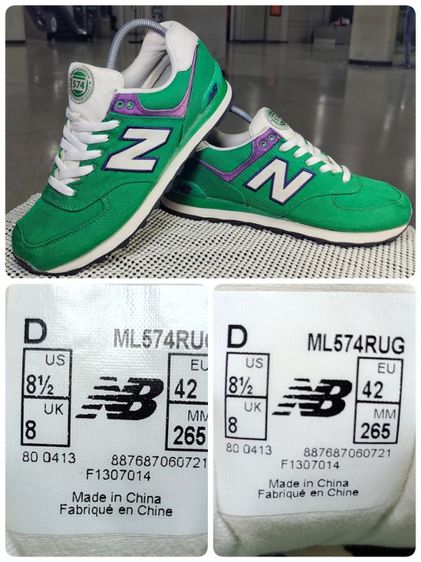 574
N
N
D
ML574RUG
US
8½
UK
8
EU
42
MM
265
NB
80 0413
887687060721
F1307014
Made in China
Fabriqué en Chine
D
ML574RUG
US
8½
UK
8
EU
42
MM
265
NB
80 0413
887687060721
F1307014
Made in China
Fabriqué en Chine